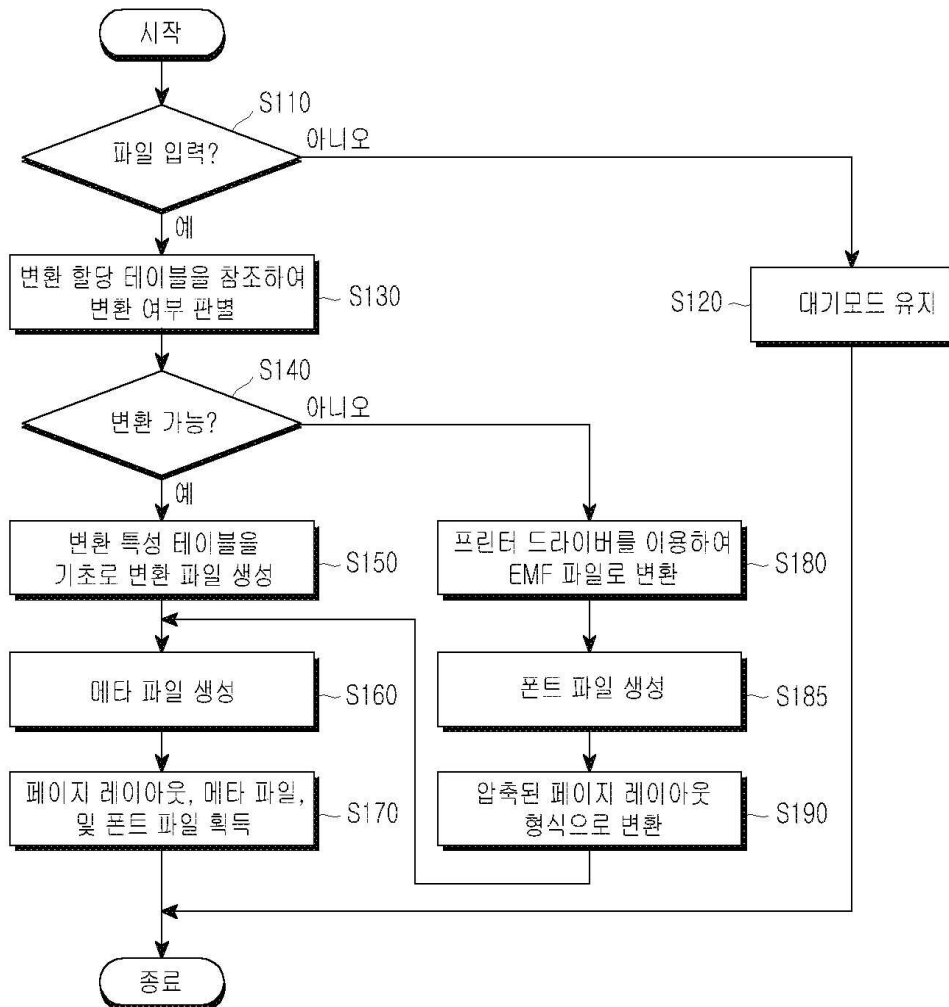 시작
S110
파일 입력?
아니오
예
변환 할당 테이블을 참조하여
변환 여부 판별
S130
S120
대기모드 유지
S140
변환 가능?
아니오
예
변환 특성 테이블을
기초로 변환 파일 생성
S150
프린터 드라이버를 이용하여
EMF 파일로 변환
S180
메타 파일 생성
S160
폰트 파일 생성
S185
페이지 레이아웃, 메타 파일,
및 폰트 파일 획득
S170
압축된 페이지 레이아웃
형식으로 변환
S190
종료